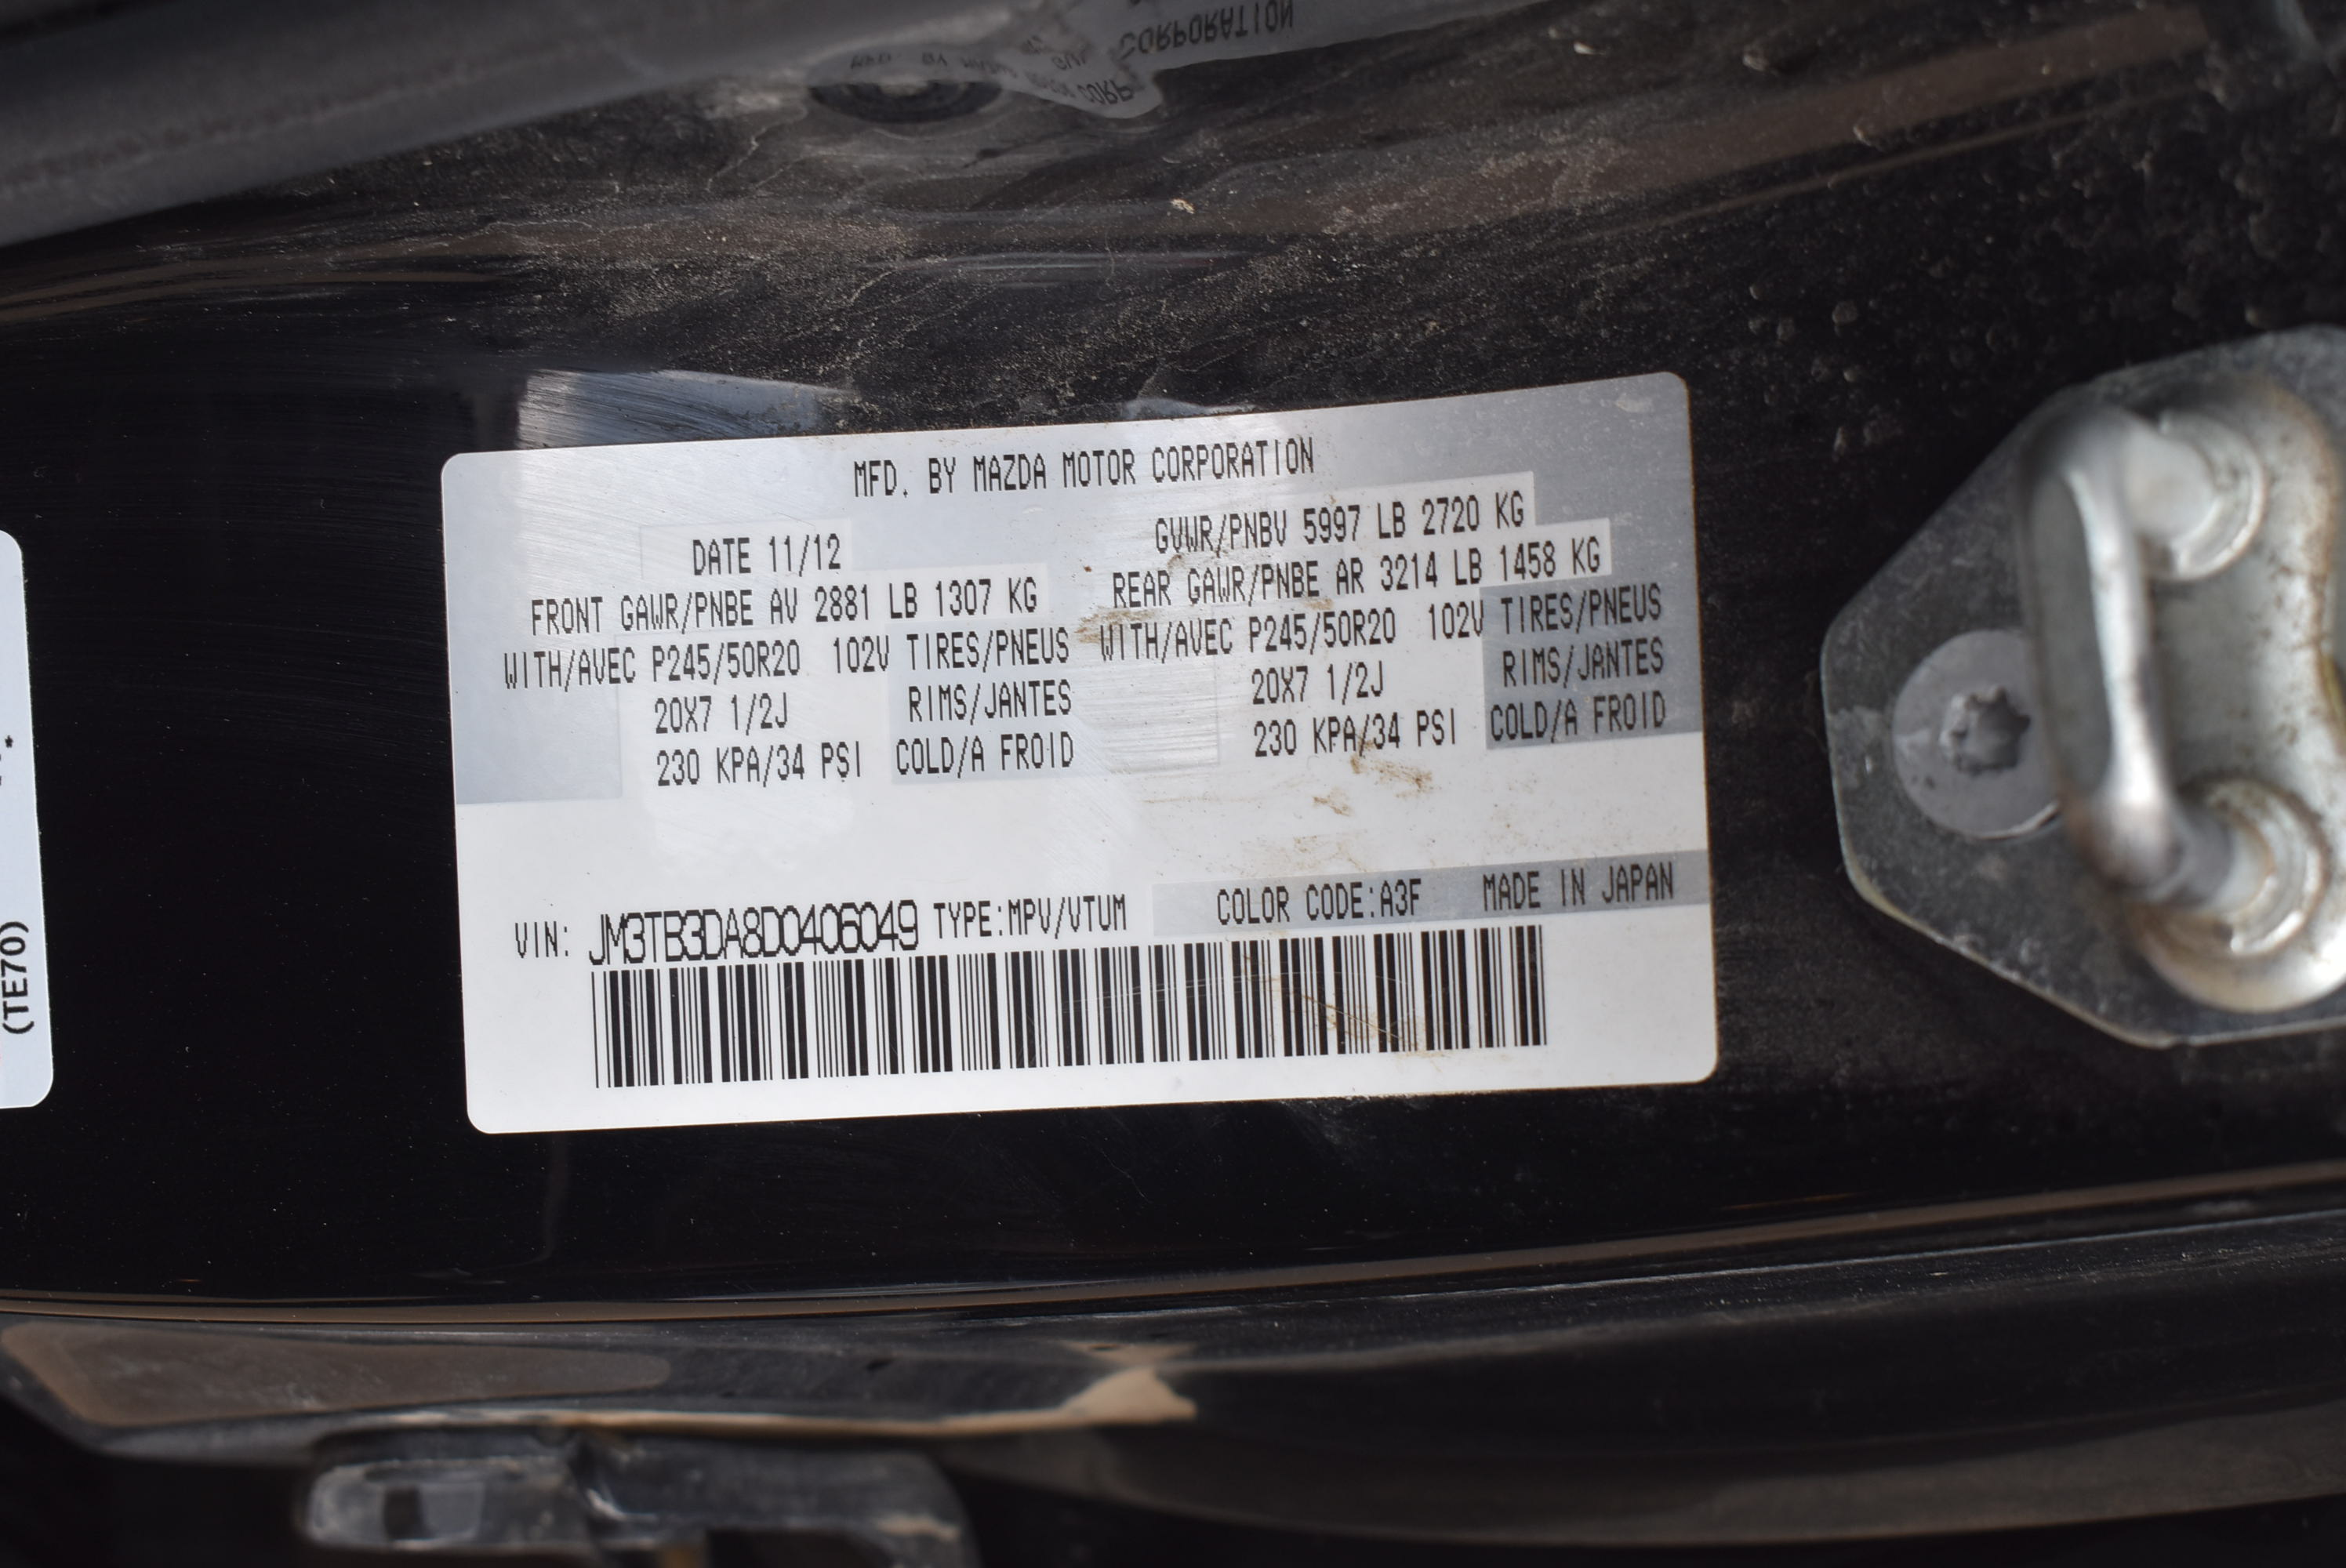 MFD. BY MAZDA MOTOR CORPORATION
DATE 11/12 GVWR/PNBV 5997 LB 2720 KG
FRONT GAWR/PNBE AV 2881 LB 1307 KG REAR GAWR/PNBE AR 3214 LB 1458 KG
WITH/AVEC P245/50R20 102V TIRES/PNEUS WITH/AVEC P245/50R20 102V TIRES/PNEUS
20X7 1/2J RIMS/JANTES 20X7 1/2J RIMS/JANTES
230 KPA/34 PSI COLD/A FROID 230 KPA/34 PSI COLD/A FROID
VIN: JM3TB3DA8D0406049 TYPE:MPV/VTUM COLOR CODE:A3F MADE IN JAPAN
(TE70)